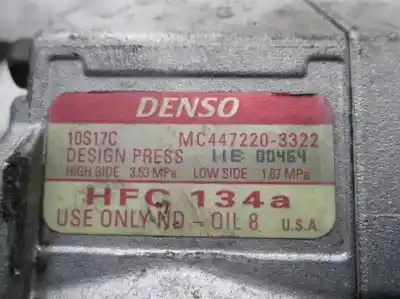 DENSO
10S17C MC447220-3322
DESIGN PRESS 11B 00464
HIGH SIDE 3.53 MPa LOW SIDE 1.67 MPa
HFC 134a
USE ONLY ND-OIL 8 U.S.A